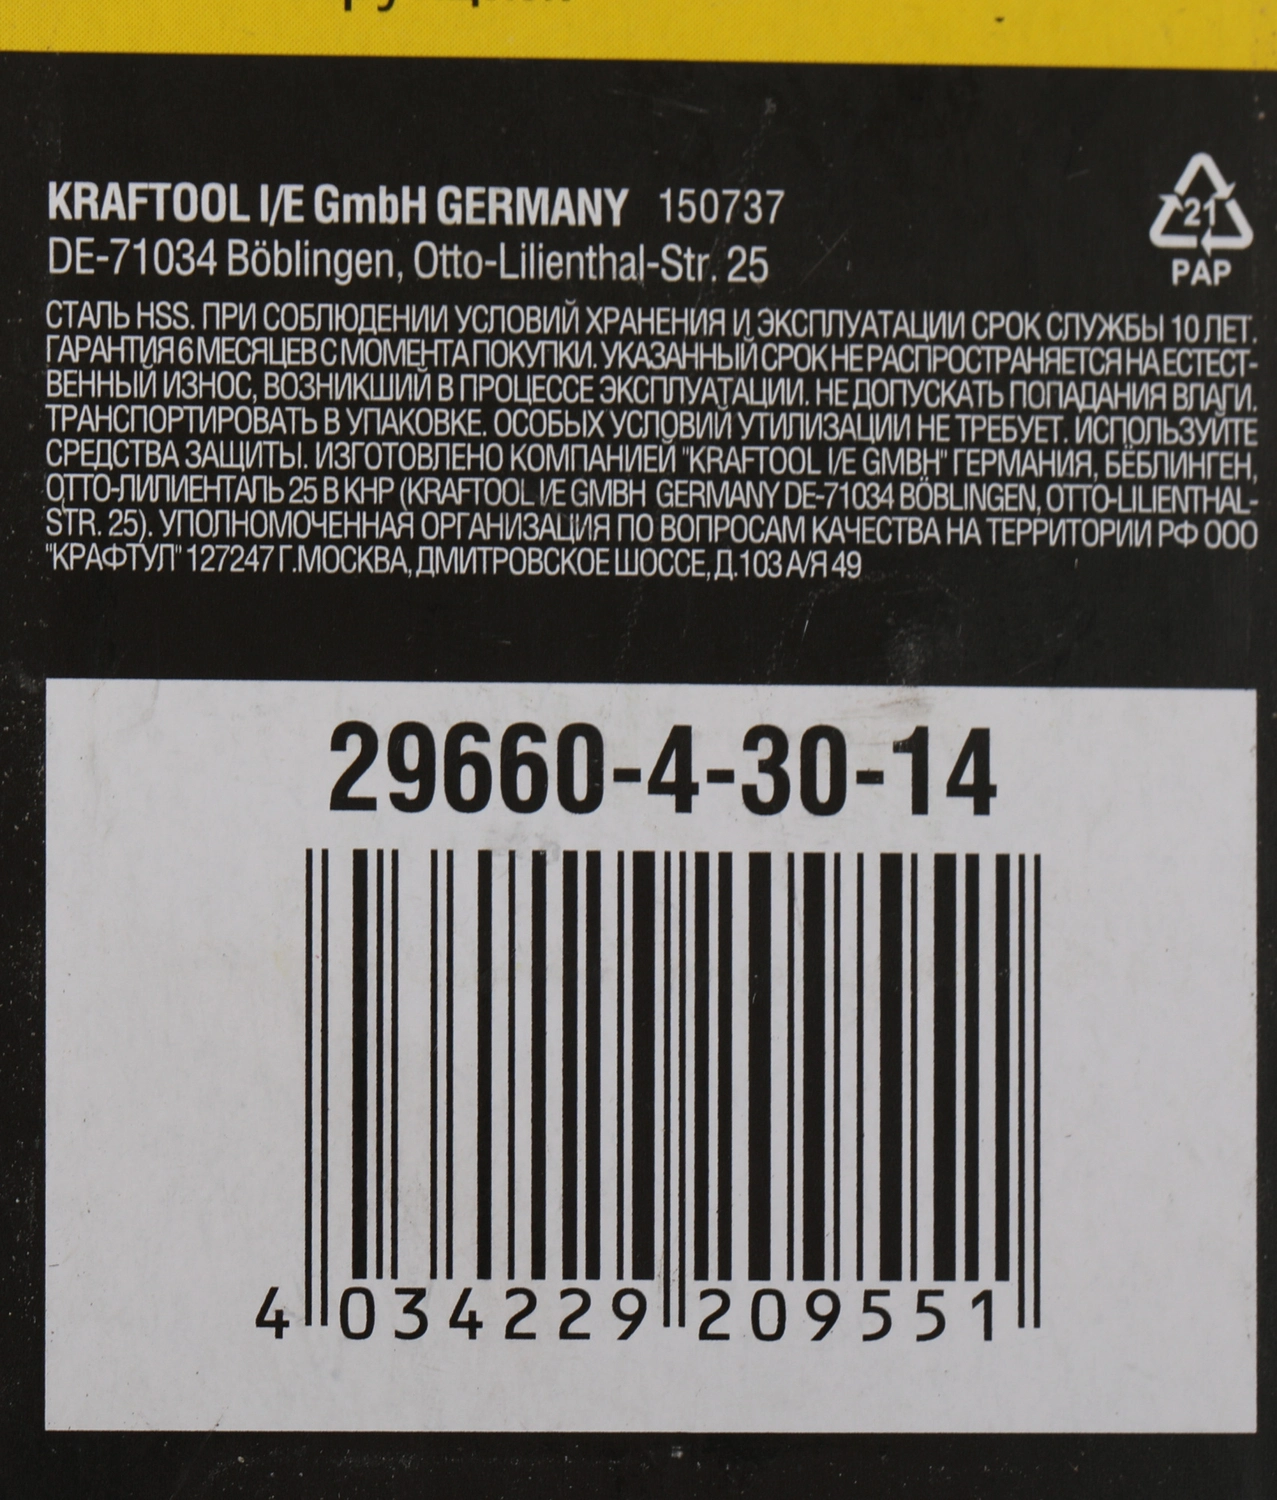 KRAFTOOL I/E GmbH GERMANY 150737
DE-71034 Böblingen, Otto-Lilienthal-Str. 25
21
PAP
СТАЛЬ HSS. ПРИ СОБЛЮДЕНИИ УСЛОВИЙ ХРАНЕНИЯ И ЭКСПЛУАТАЦИИ СРОК СЛУЖБЫ 10 ЛЕТ.
ГАРАНТИЯ 6 МЕСЯЦЕВ С МОМЕНТА ПОКУПКИ. УКАЗАННЫЙ СРОК НЕ РАСПРОСТРАНЯЕТСЯ НА ЕСТЕСТ-
ВЕННЫЙ ИЗНОС, ВОЗНИКШИЙ В ПРОЦЕССЕ ЭКСПЛУАТАЦИИ. НЕ ДОПУСКАТЬ ПОПАДАНИЯ ВЛАГИ.
ТРАНСПОРТИРОВАТЬ В УПАКОВКЕ. ОСОБЫХ УСЛОВИЙ УТИЛИЗАЦИИ НЕ ТРЕБУЕТ. ИСПОЛЬЗУЙТЕ
СРЕДСТВА ЗАЩИТЫ. ИЗГОТОВЛЕНО КОМПАНИЕЙ "KRAFTOOL I/E GMBH" ГЕРМАНИЯ, БЁБЛИНГЕН,
ОТТО-ЛИЛИЕНТАЛЬ 25 В КНР (KRAFTOOL I/E GMBH GERMANY DE-71034 BÖBLINGEN, OTTO-LILIENTHAL-
STR. 25). УПОЛНОМОЧЕННАЯ ОРГАНИЗАЦИЯ ПО ВОПРОСАМ КАЧЕСТВА НА ТЕРРИТОРИИ РФ ООО
"КРАФТУЛ" 127247 Г.МОСКВА, ДМИТРОВСКОЕ ШОССЕ, Д.103 А/Я 49
29660-4-30-14
4 034229 209551